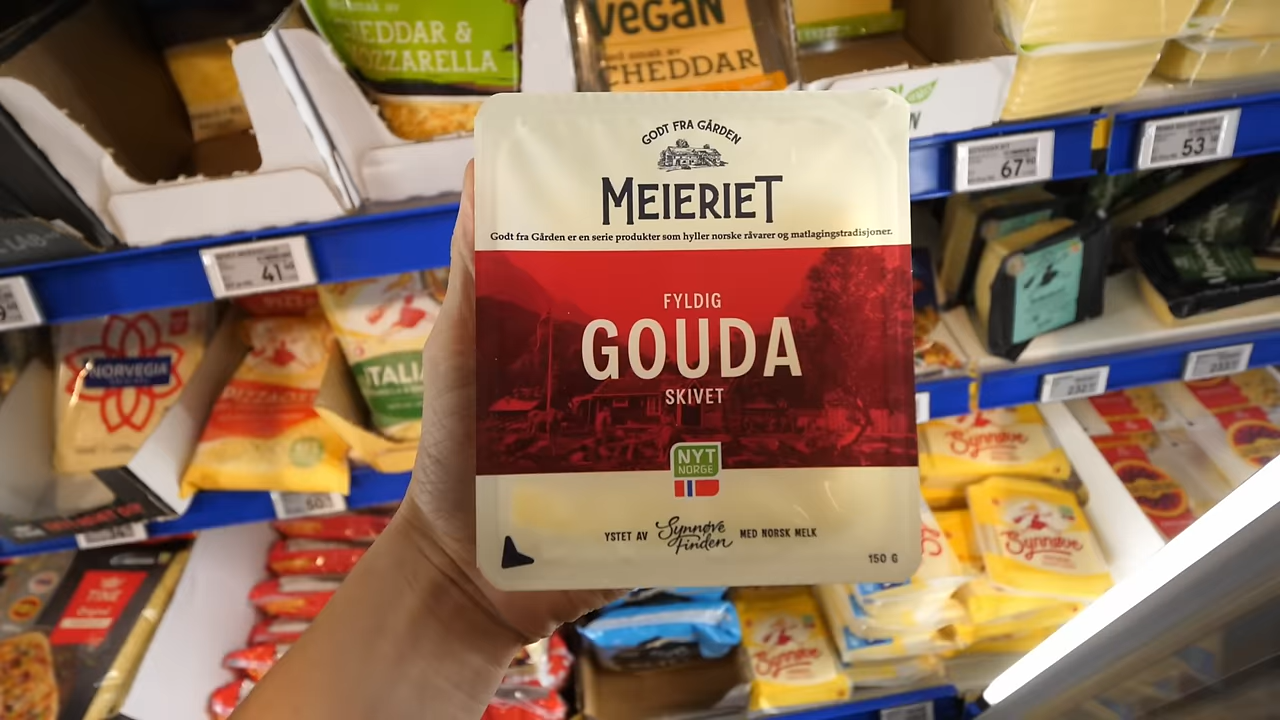 CHEDDAR &
MOZZARELLA
VEGAN
CHEDDAR
53
67
41
GODT FRA GÅRDEN
MEIERIET
Godt fra Gården er en serie produkter som hyller norske råvarer og matlagingstradisjoner.
FYLDIG
GOUDA
SKIVET
NYT
NORGE
YSTET AV Synnøve Finden MED NORSK MELK
150 G
NORVEGIA
PIZZAOST
ITALIA
TINE
Original
Synnøve
Synnøve
Synnøve